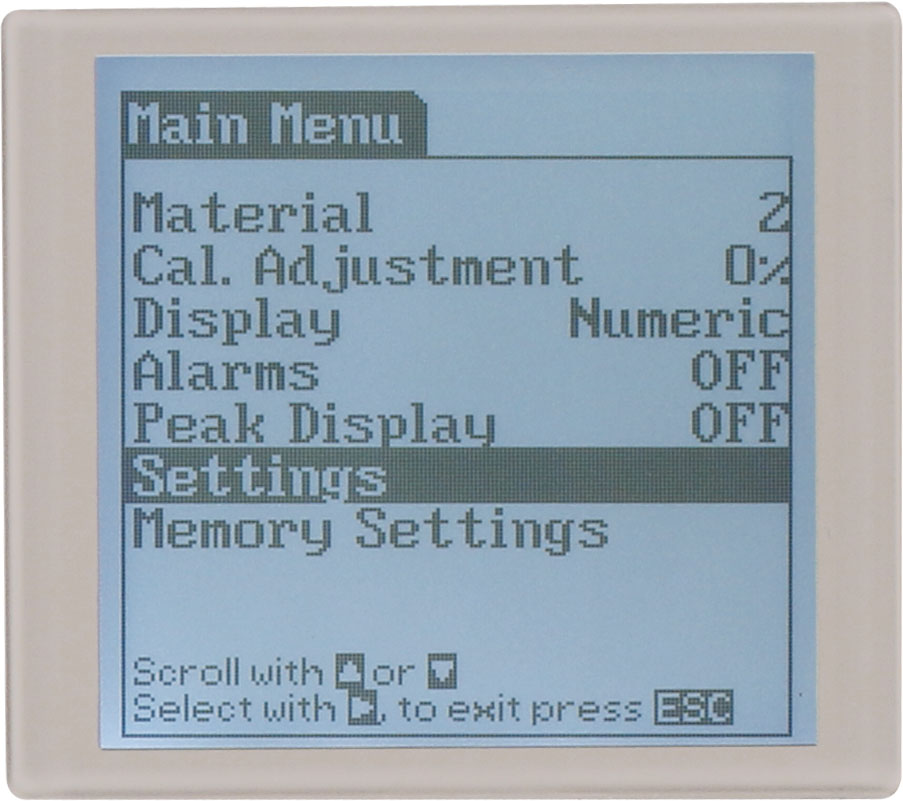 Main Menu
Material 2
Cal. Adjustment 0%
Display Numeric
Alarms OFF
Peak Display OFF
Settings
Memory Settings
Scroll with ▲ or ▼
Select with ►, to exit press ESC